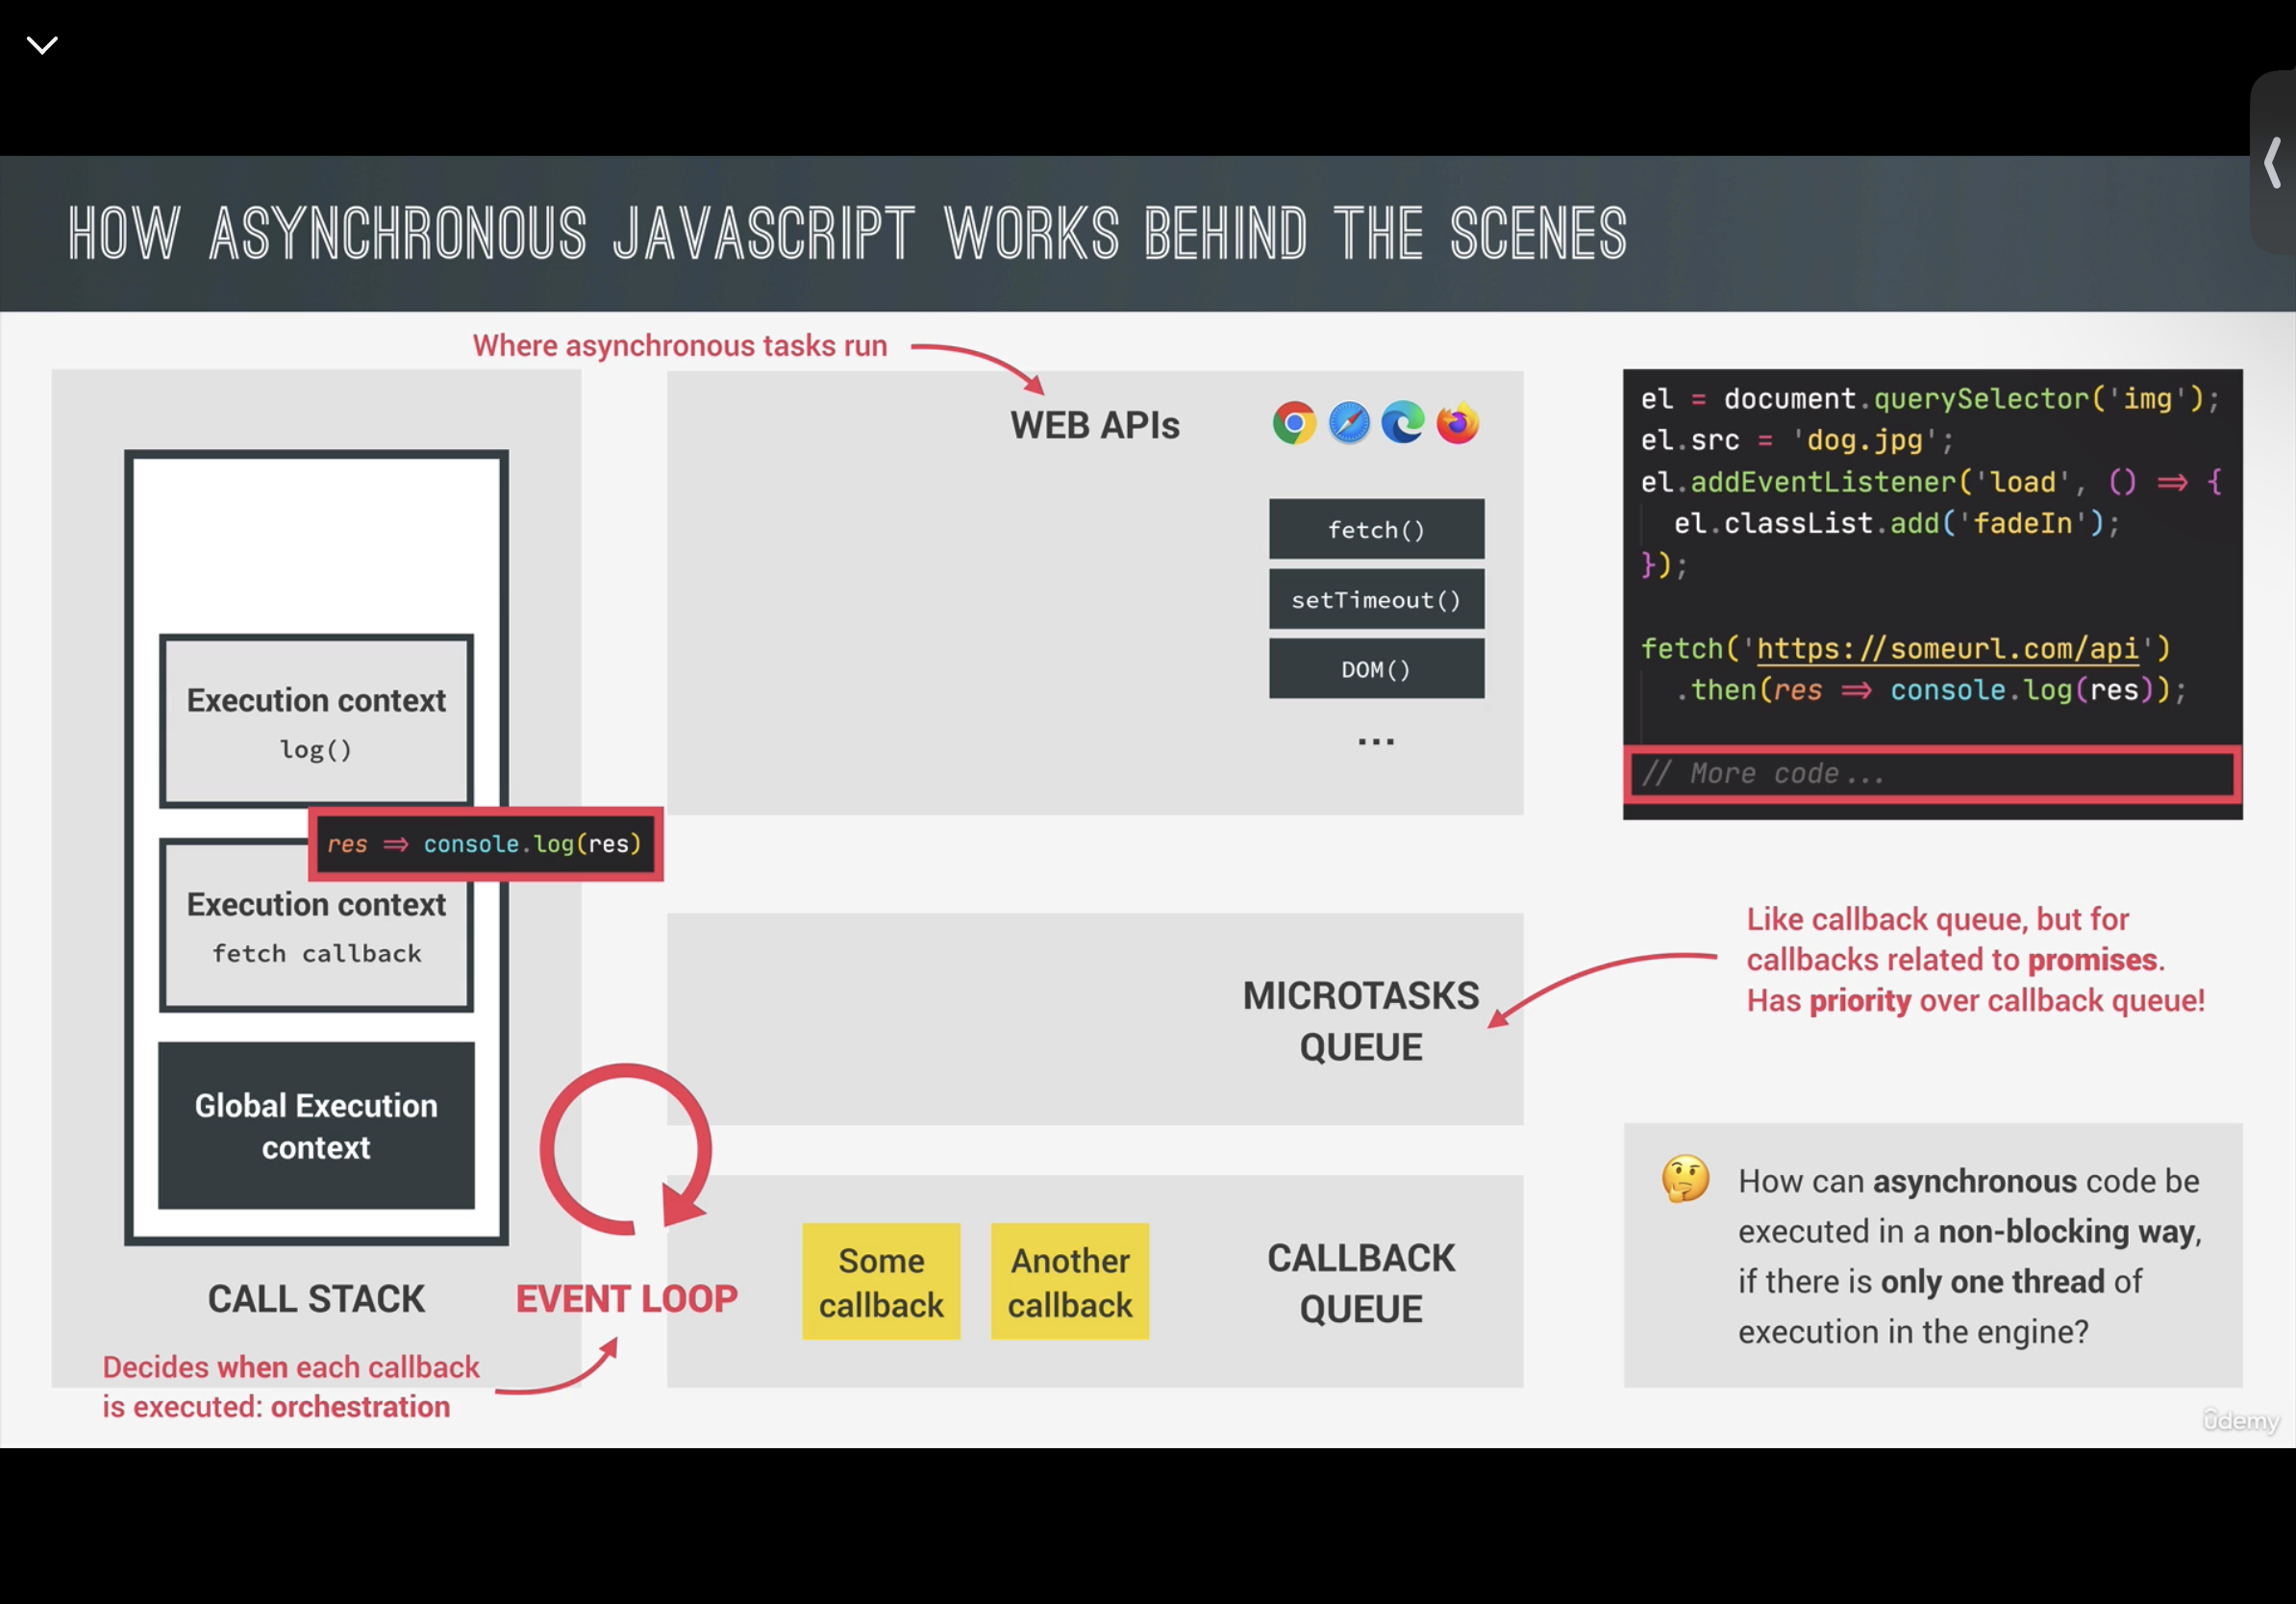 HOW ASYNCHRONOUS JAVASCRIPT WORKS BEHIND THE SCENES
Where asynchronous tasks run
WEB APIs
fetch()
setTimeout()
DOM()
...
Execution context
log()
res => console.log(res)
Execution context
fetch callback
Global Execution
context
CALL STACK
EVENT LOOP
Decides when each callback
is executed: orchestration
MICROTASKS
QUEUE
Some
callback
Another
callback
CALLBACK
QUEUE
el = document.querySelector('img');
el.src = 'dog.jpg';
el.addEventListener('load', () => {
el.classList.add('fadeIn');
});
fetch('https://someurl.com/api')
.then(res => console.log(res));
// More code...
Like callback queue, but for
callbacks related to promises.
Has priority over callback queue!
How can asynchronous code be
executed in a non-blocking way,
if there is only one thread of
execution in the engine?
ûdemy